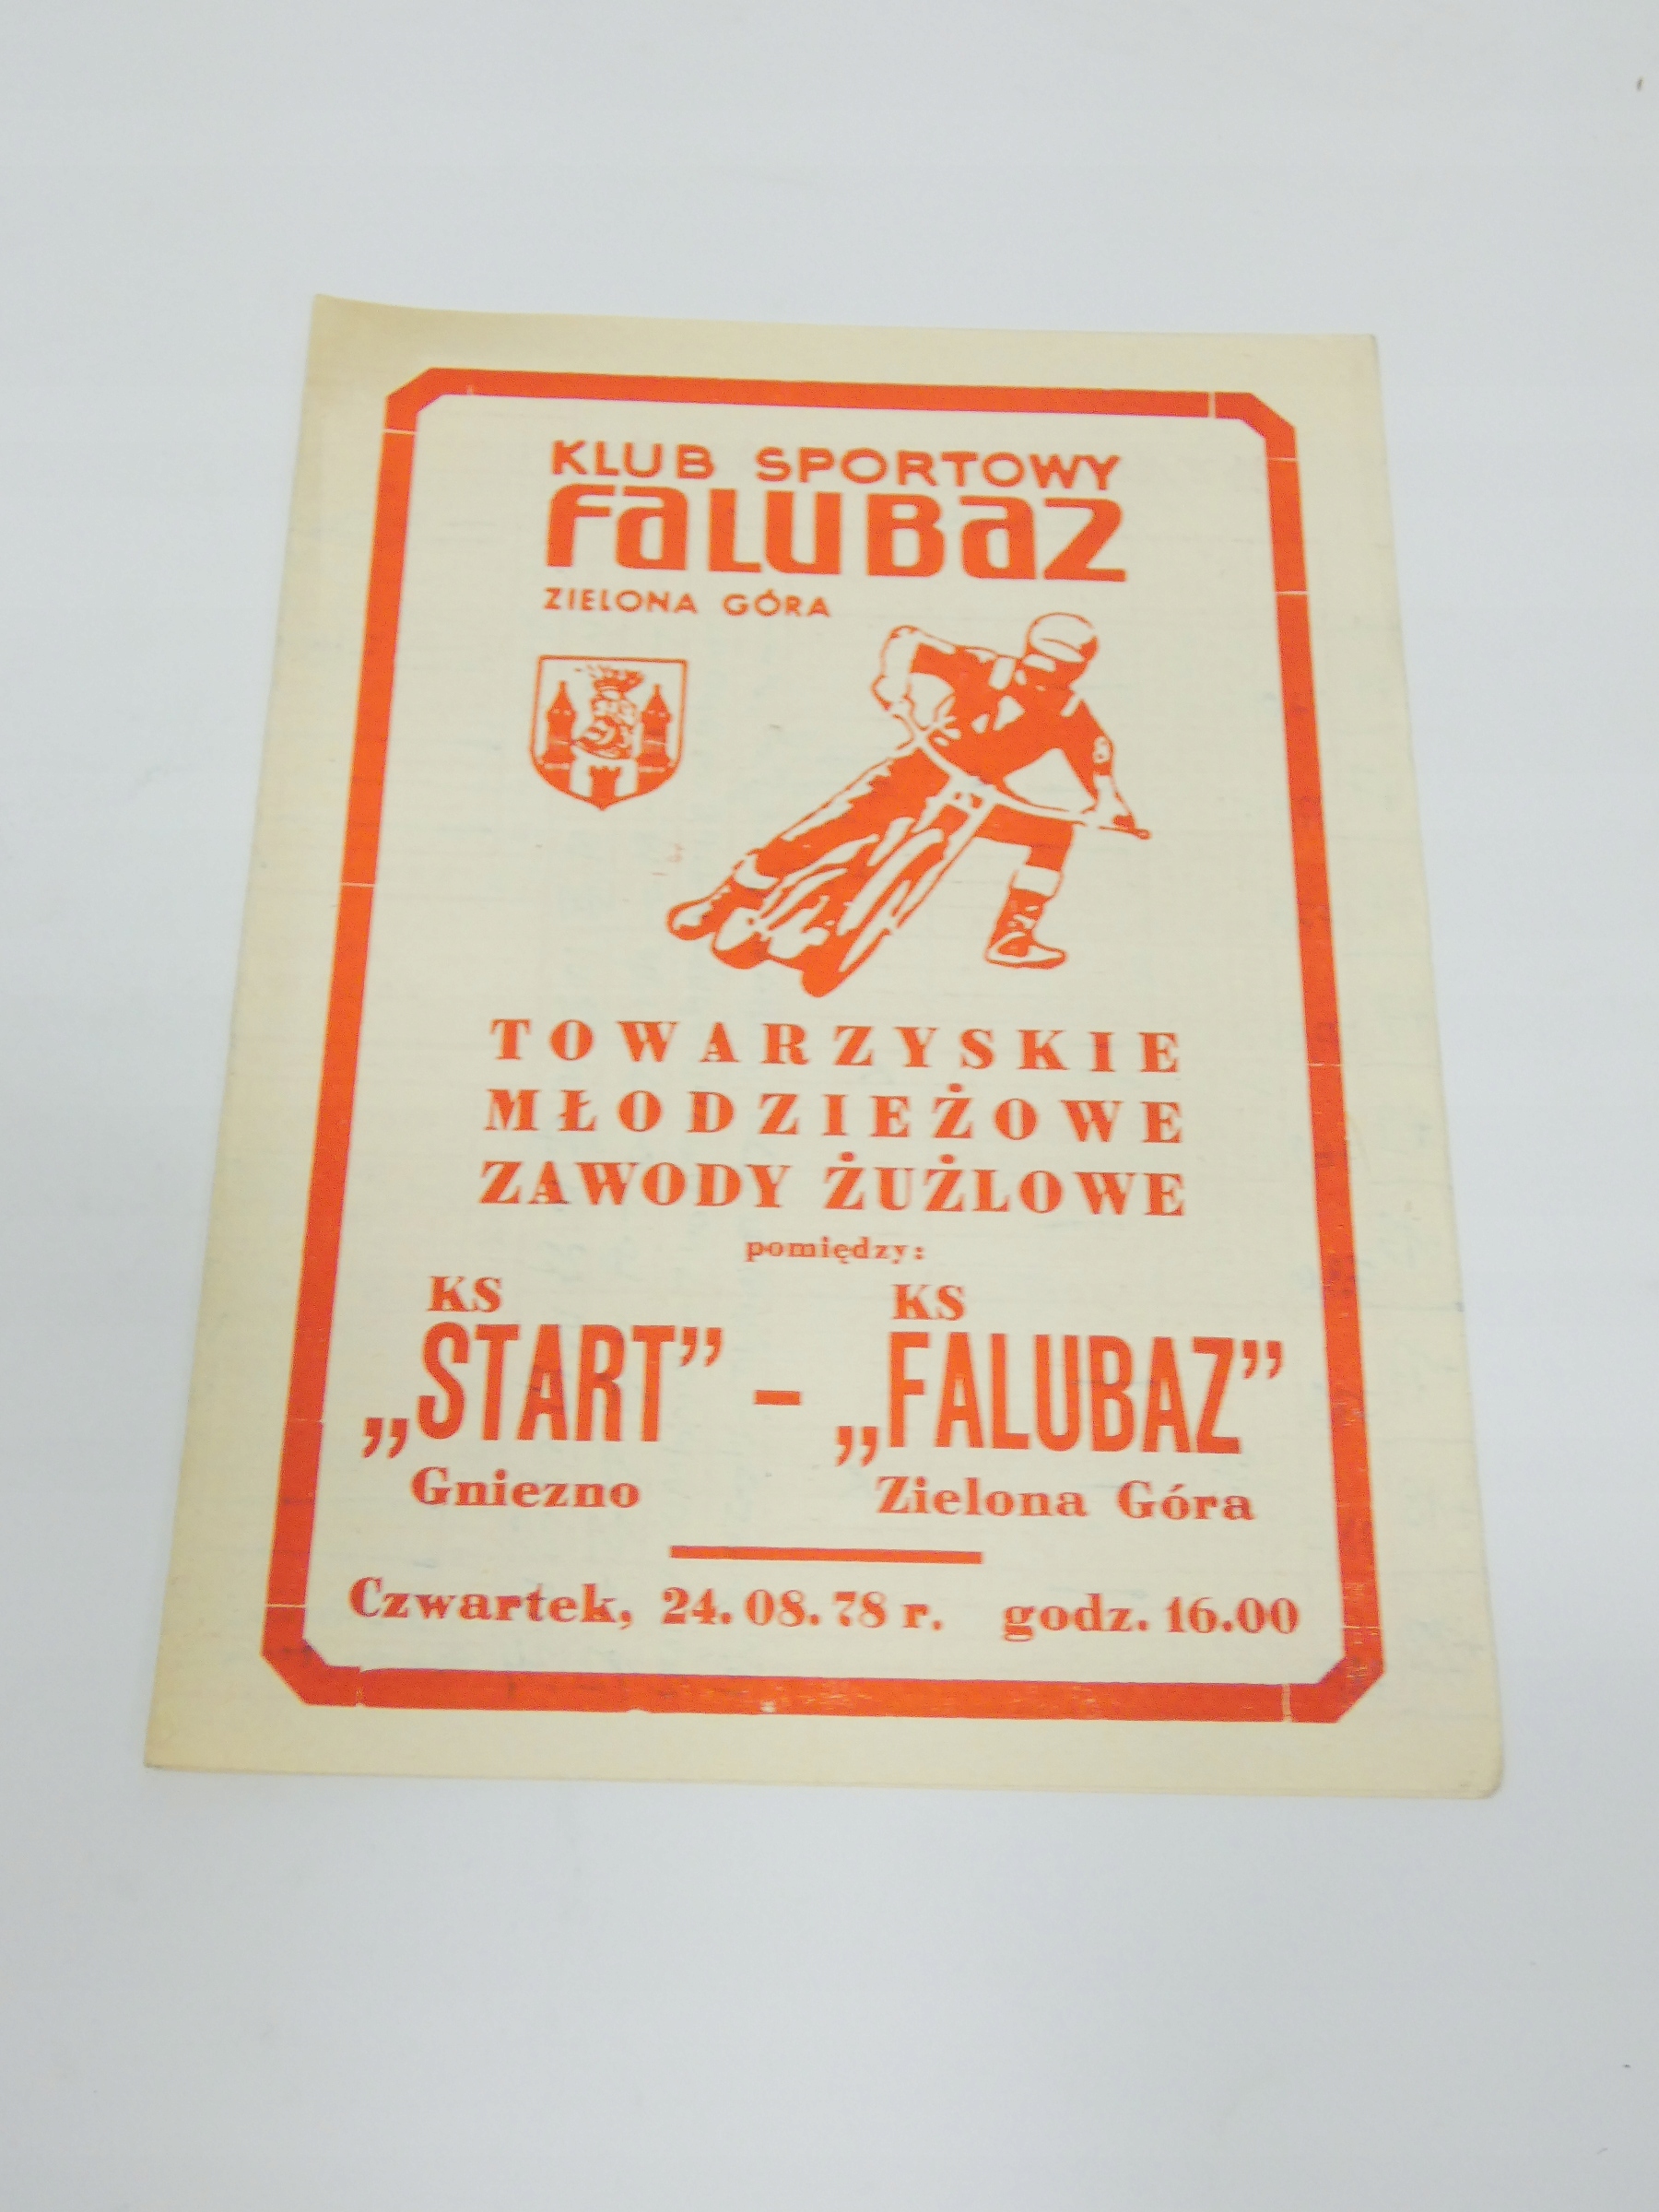 KLUB SPORTOWY
FALUBAZ
ZIELONA GÓRA
TOWARZYSKIE
MŁODZIEŻOWE
ZAWODY ŻUŻLOWE
pomiędzy:
KS KS
„START” – „FALUBAZ”
Gniezno Zielona Góra
Czwartek, 24.08.78 r. godz. 16.00